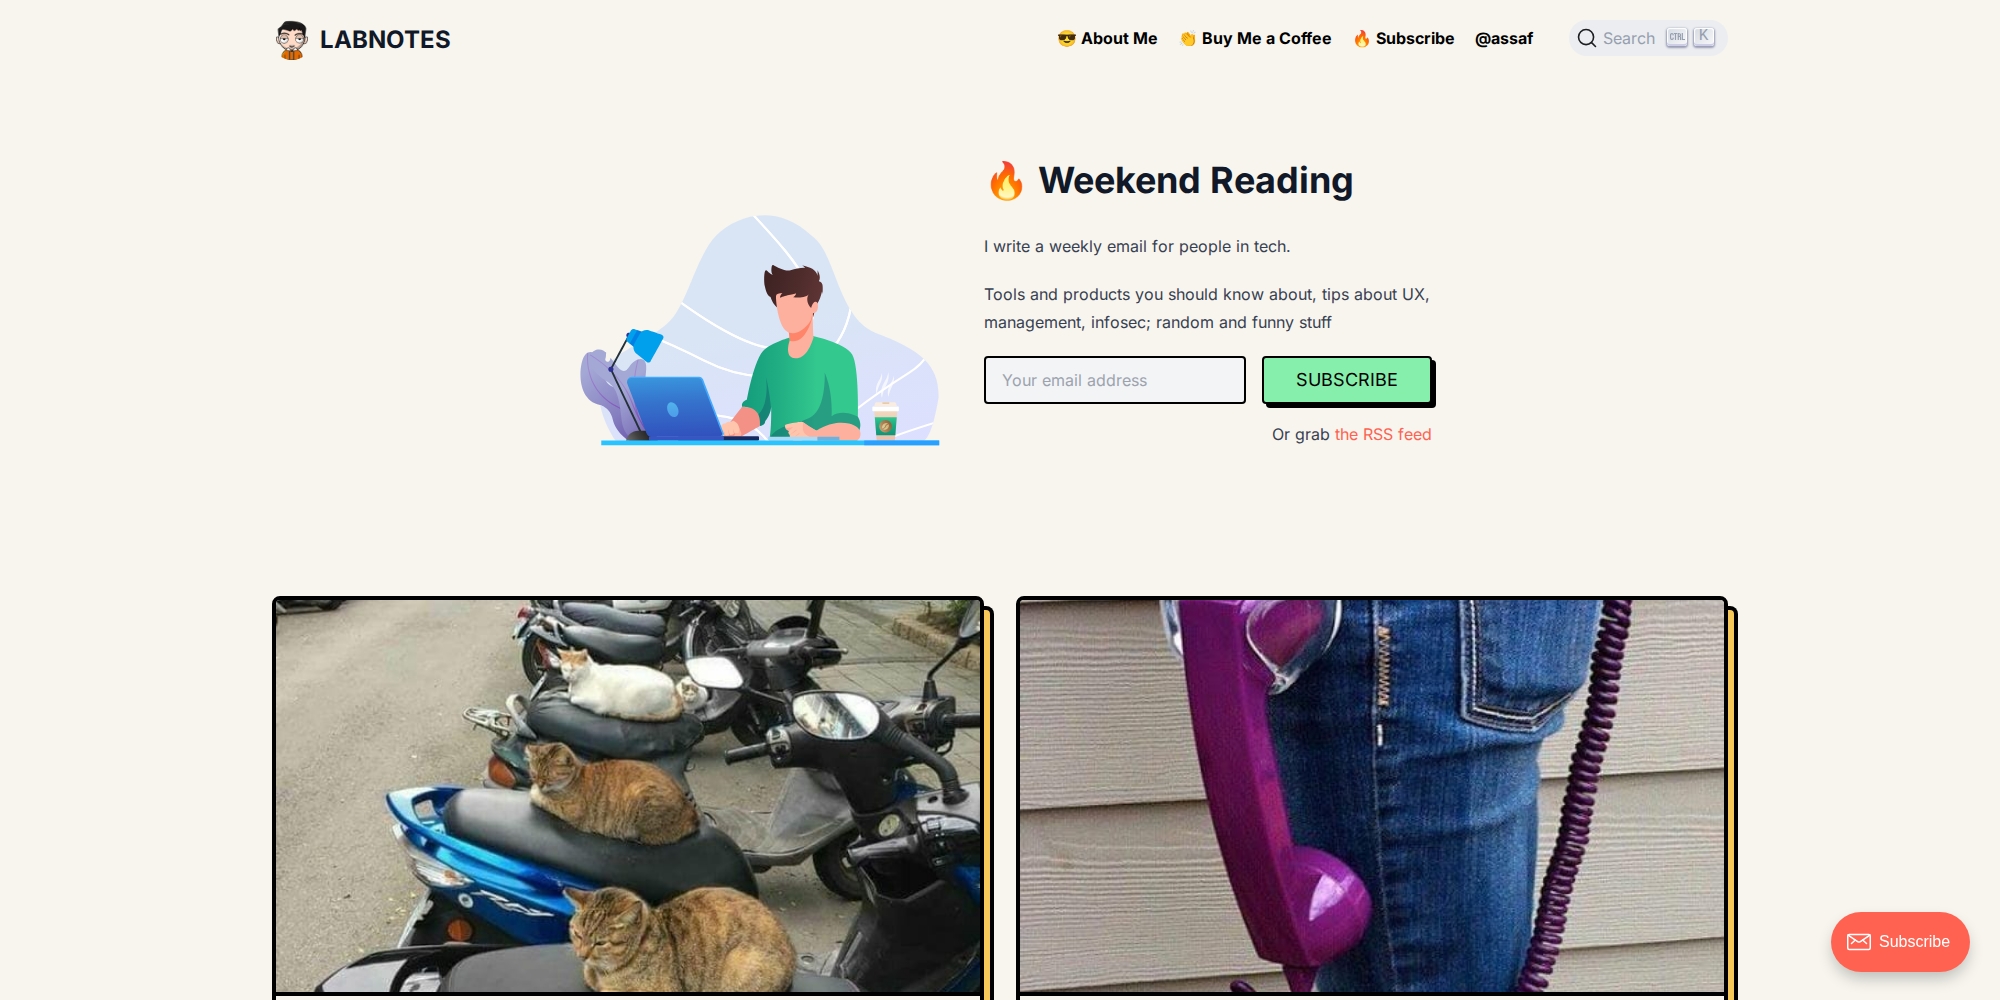 LABNOTES
😎 About Me
👏 Buy Me a Coffee
🔥 Subscribe
@assaf
Search CTRL K
🔥 Weekend Reading
I write a weekly email for people in tech.
Tools and products you should know about, tips about UX,
management, infosec; random and funny stuff
Your email address
SUBSCRIBE
Or grab the RSS feed
Subscribe